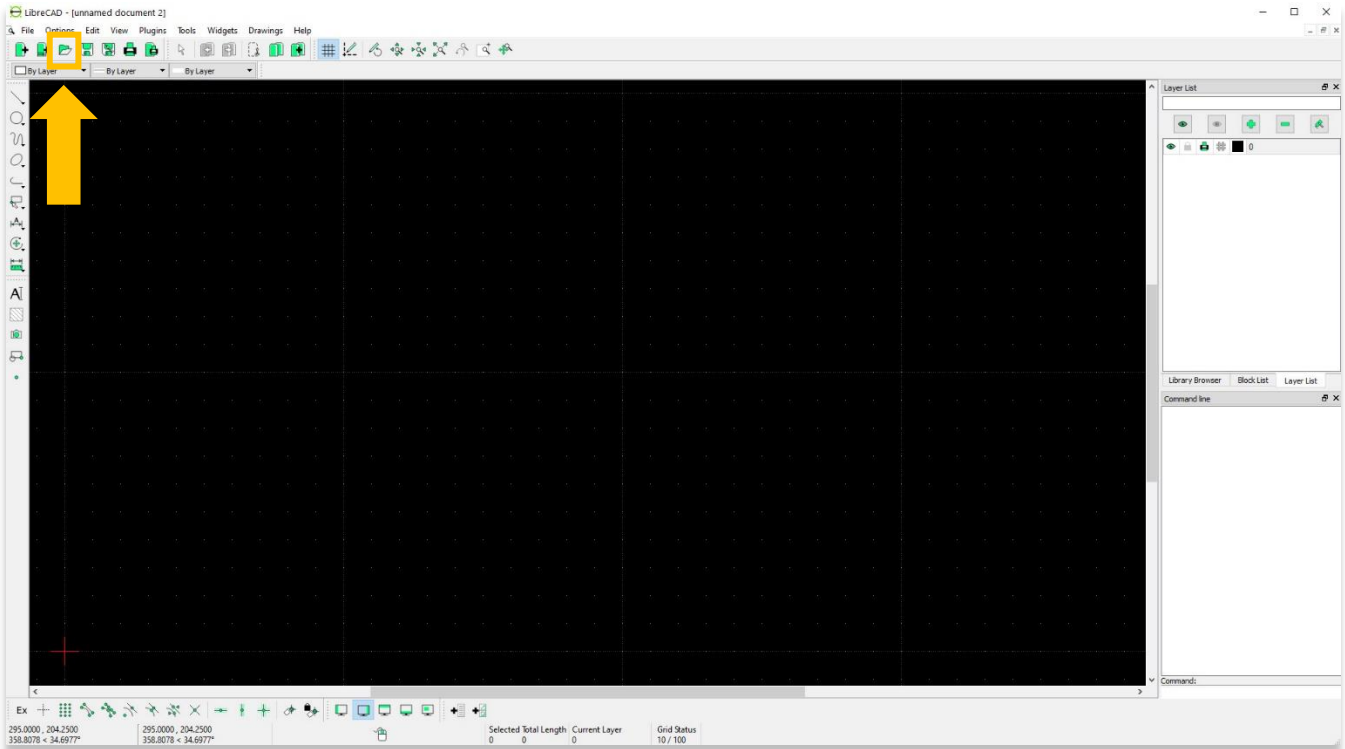 LibreCAD - [unnamed document 2]
File Options Edit View Plugins Tools Widgets Drawings Help
By Layer By Layer By Layer
Layer List
0
Library Browser Block List Layer List
Command line
Command:
Ex
295.0000 , 204.2500 295.0000 , 204.2500 Selected Total Length Current Layer Grid Status
358.8078 < 34.6977° 358.8078 < 34.6977° 0 0 0 10 / 100